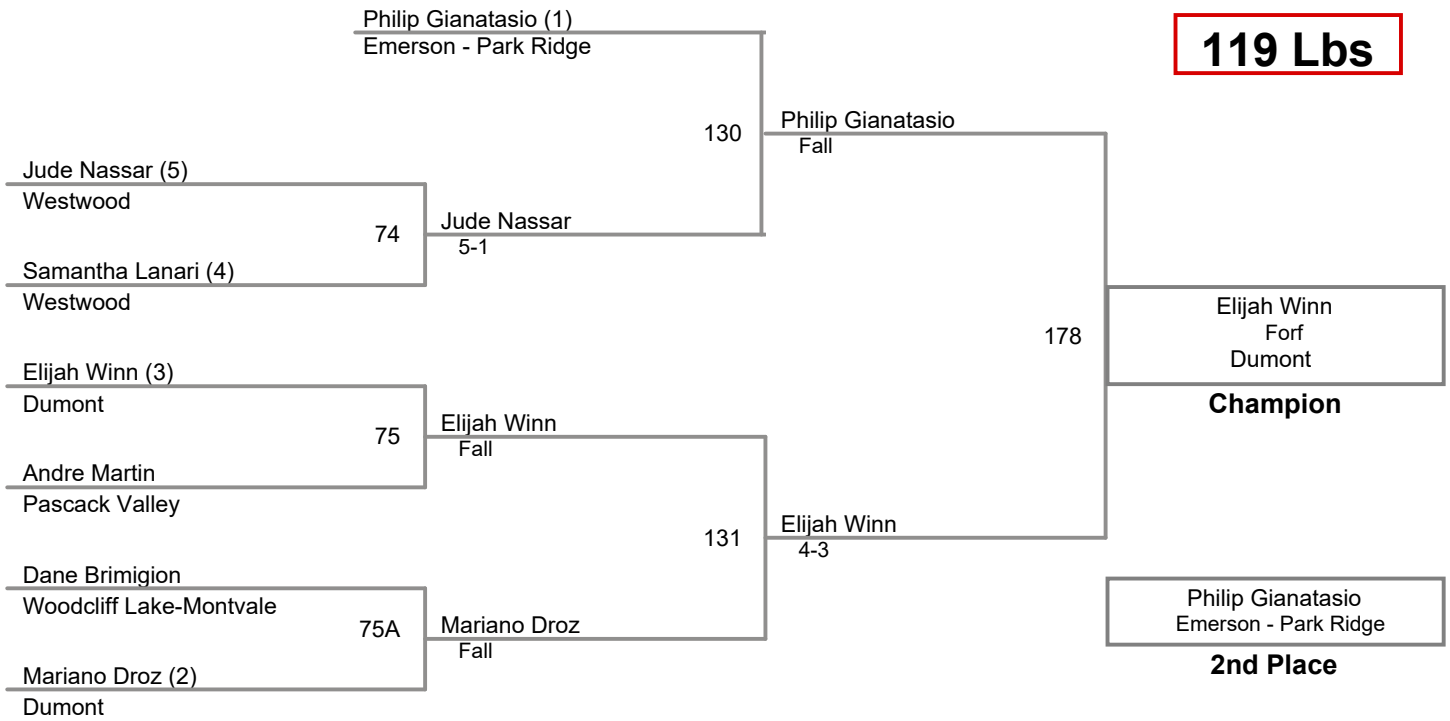 Philip Gianatasio (1)
Emerson - Park Ridge
119 Lbs
130
Philip Gianatasio
Fall
Jude Nassar (5)
Westwood
74
Jude Nassar
5-1
Samantha Lanari (4)
Westwood
178
Elijah Winn
Forf
Dumont
Champion
Elijah Winn (3)
Dumont
75
Elijah Winn
Fall
Andre Martin
Pascack Valley
131
Elijah Winn
4-3
Dane Brimigion
Woodcliff Lake-Montvale
75A
Mariano Droz
Fall
Mariano Droz (2)
Dumont
Philip Gianatasio
Emerson - Park Ridge
2nd Place